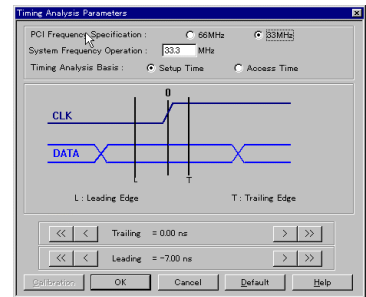 Timing Analysis Parameters
PCI Frequency Specification : 66MHz 33MHz
System Frequency Operation : 33.3 MHz
Timing Analysis Basis : Setup Time Access Time
0
CLK
DATA
L T
L : Leading Edge T : Trailing Edge
<< < Trailing = 0.00 ns > >>
<< < Leading = -7.00 ns > >>
Calibration OK Cancel Default Help